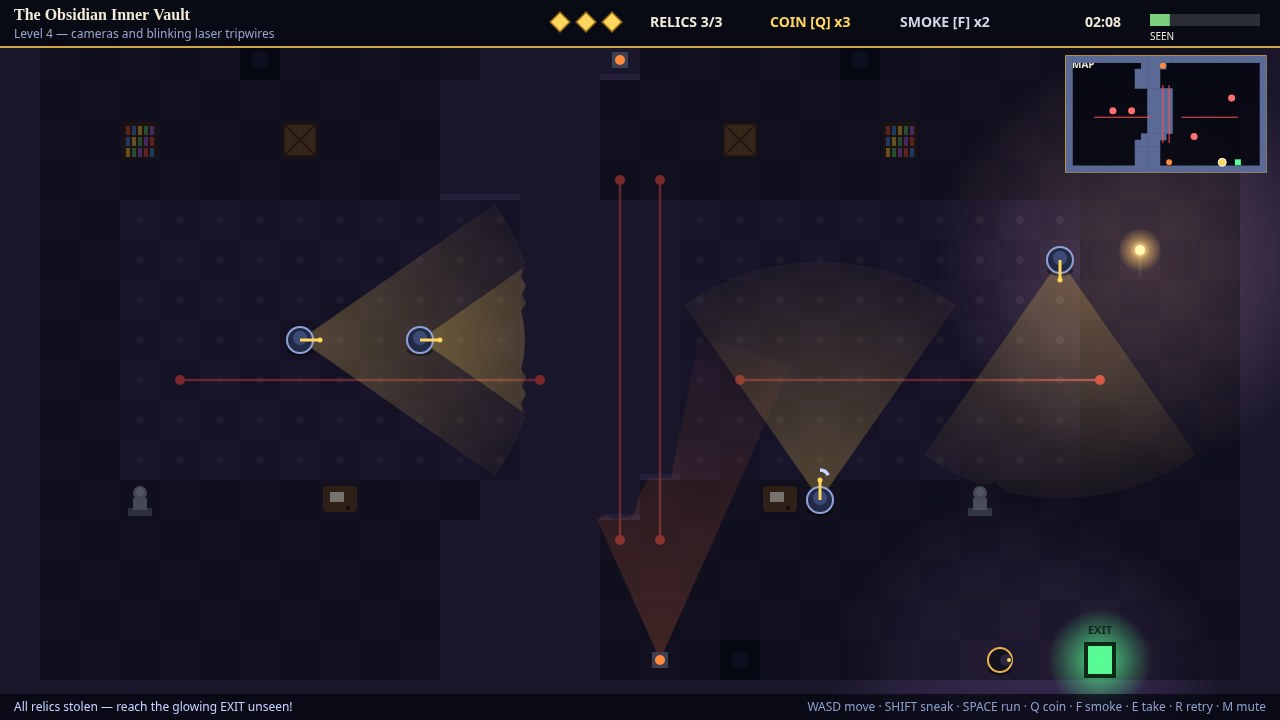 The Obsidian Inner Vault
Level 4 — cameras and blinking laser tripwires
RELICS 3/3
COIN [Q] x3
SMOKE [F] x2
02:08
SEEN
MAP
EXIT
All relics stolen — reach the glowing EXIT unseen!
WASD move · SHIFT sneak · SPACE run · Q coin · F smoke · E take · R retry · M mute